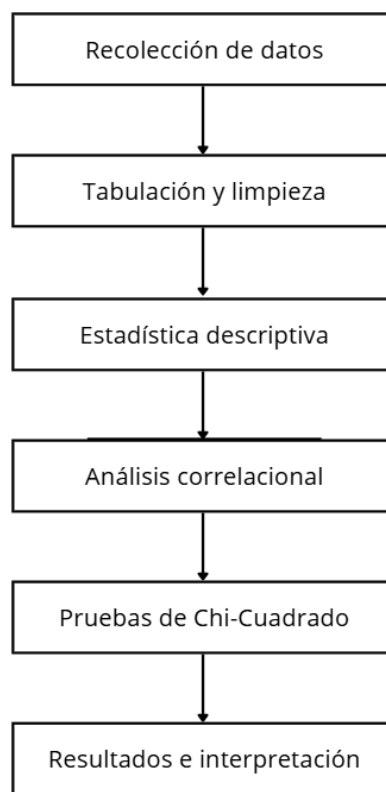 Recolección de datos
Tabulación y limpieza
Estadística descriptiva
Análisis correlacional
Pruebas de Chi-Cuadrado
Resultados e interpretación